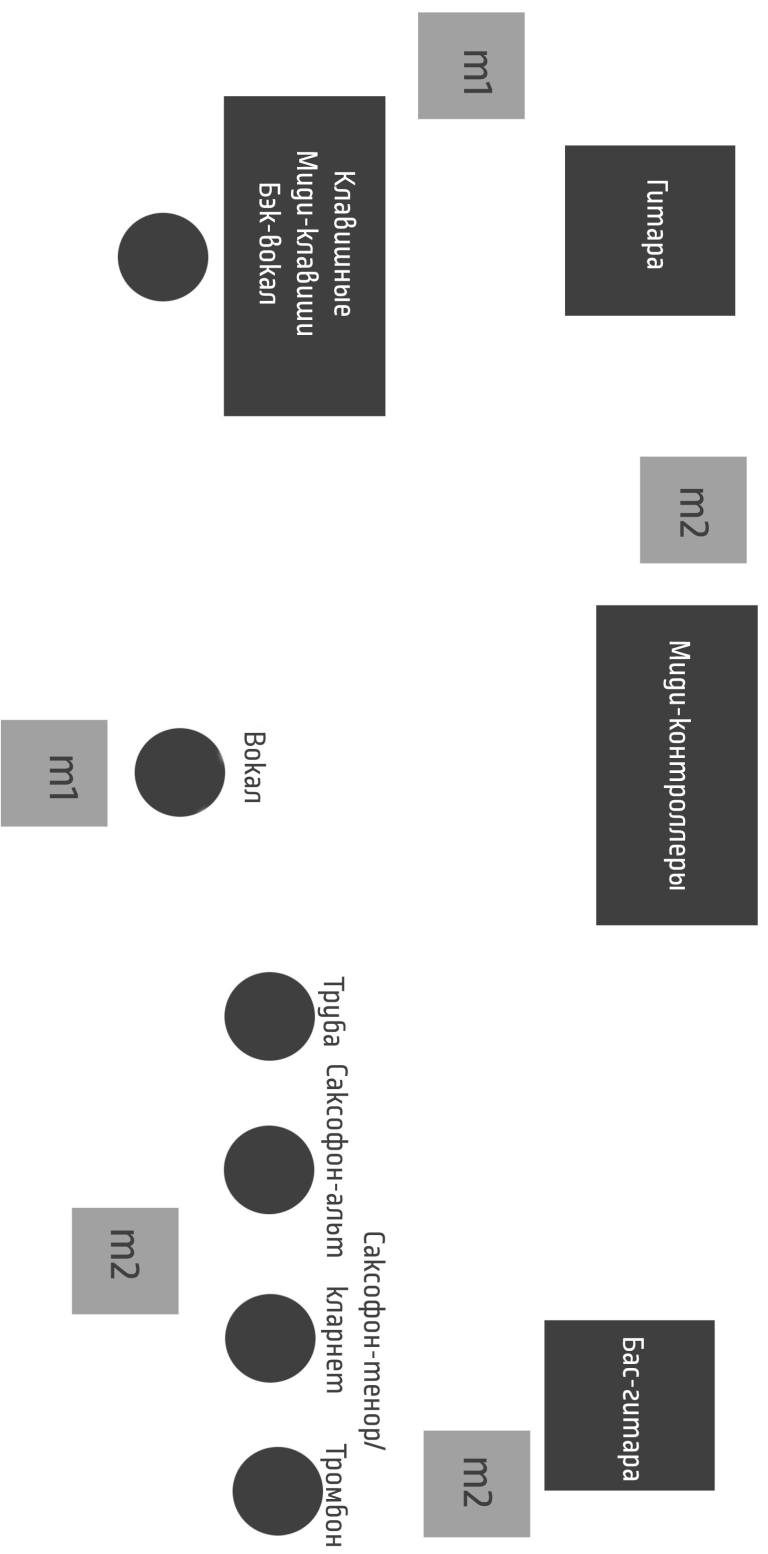 Гитара
m2
Миди-контроллеры
Бас-гитара
m1
m2
Клавишные
Миди-клавиши
Бэк-вокал
Вокал
Труба
Саксофон-альт
Саксофон-тенор/
кларнет
Тромбон
m1
m2